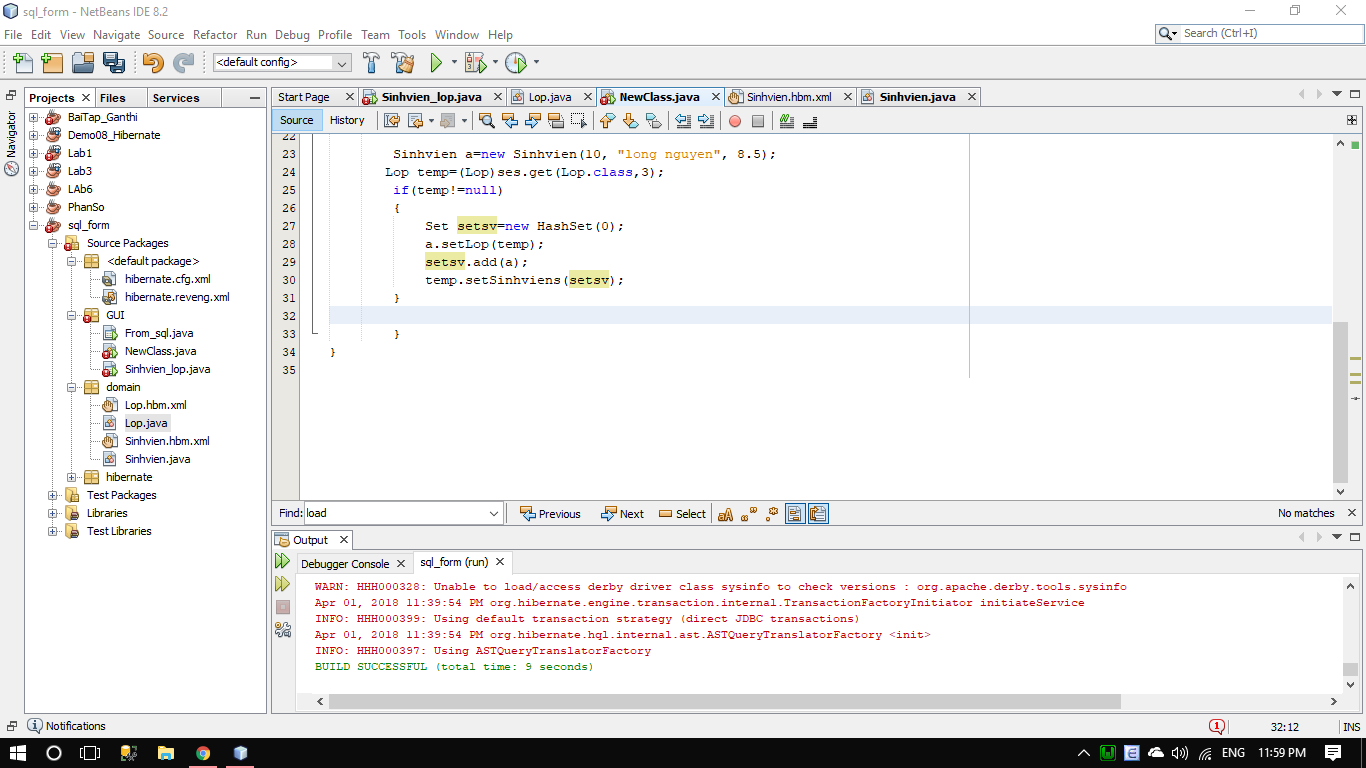 sql_form - NetBeans IDE 8.2
File Edit View Navigate Source Refactor Run Debug Profile Team Tools Window Help
Search (Ctrl+I)
<default config>
Projects Files Services
Navigator
BaiTap_Ganthi
Demo08_Hibernate
Lab1
Lab3
LAb6
PhanSo
sql_form
Source Packages
<default package>
hibernate.cfg.xml
hibernate.reveng.xml
GUI
From_sql.java
NewClass.java
Sinhvien_lop.java
domain
Lop.hbm.xml
Lop.java
Sinhvien.hbm.xml
Sinhvien.java
hibernate
Test Packages
Libraries
Test Libraries
Start Page Sinhvien_lop.java Lop.java NewClass.java Sinhvien.hbm.xml Sinhvien.java
Source History
22
23 Sinhvien a=new Sinhvien(10, "long nguyen", 8.5);
24 Lop temp=(Lop)ses.get(Lop.class,3);
25 if(temp!=null)
26 {
27 Set setsv=new HashSet(0);
28 a.setLop(temp);
29 setsv.add(a);
30 temp.setSinhviens(setsv);
31 }
32
33 }
34 }
35
Find: load Previous Next Select No matches
Output
Debugger Console sql_form (run)
WARN: HHH000328: Unable to load/access derby driver class sysinfo to check versions : org.apache.derby.tools.sysinfo
Apr 01, 2018 11:39:54 PM org.hibernate.engine.transaction.internal.TransactionFactoryInitiator initiateService
INFO: HHH000399: Using default transaction strategy (direct JDBC transactions)
Apr 01, 2018 11:39:54 PM org.hibernate.hql.internal.ast.ASTQueryTranslatorFactory <init>
INFO: HHH000397: Using ASTQueryTranslatorFactory
BUILD SUCCESSFUL (total time: 9 seconds)
Notifications 1 32:12 INS
ENG 11:59 PM